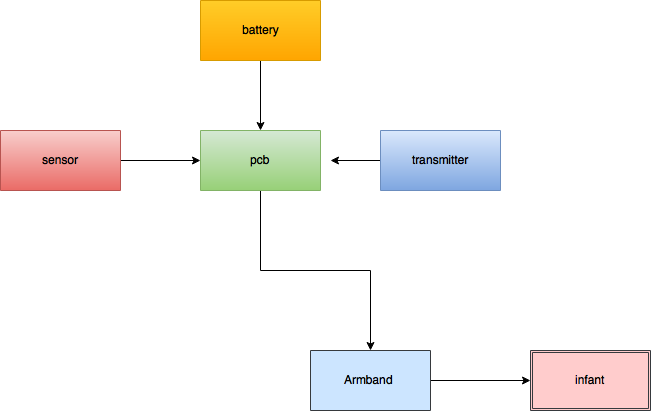 battery
sensor
pcb
transmitter
Armband
infant